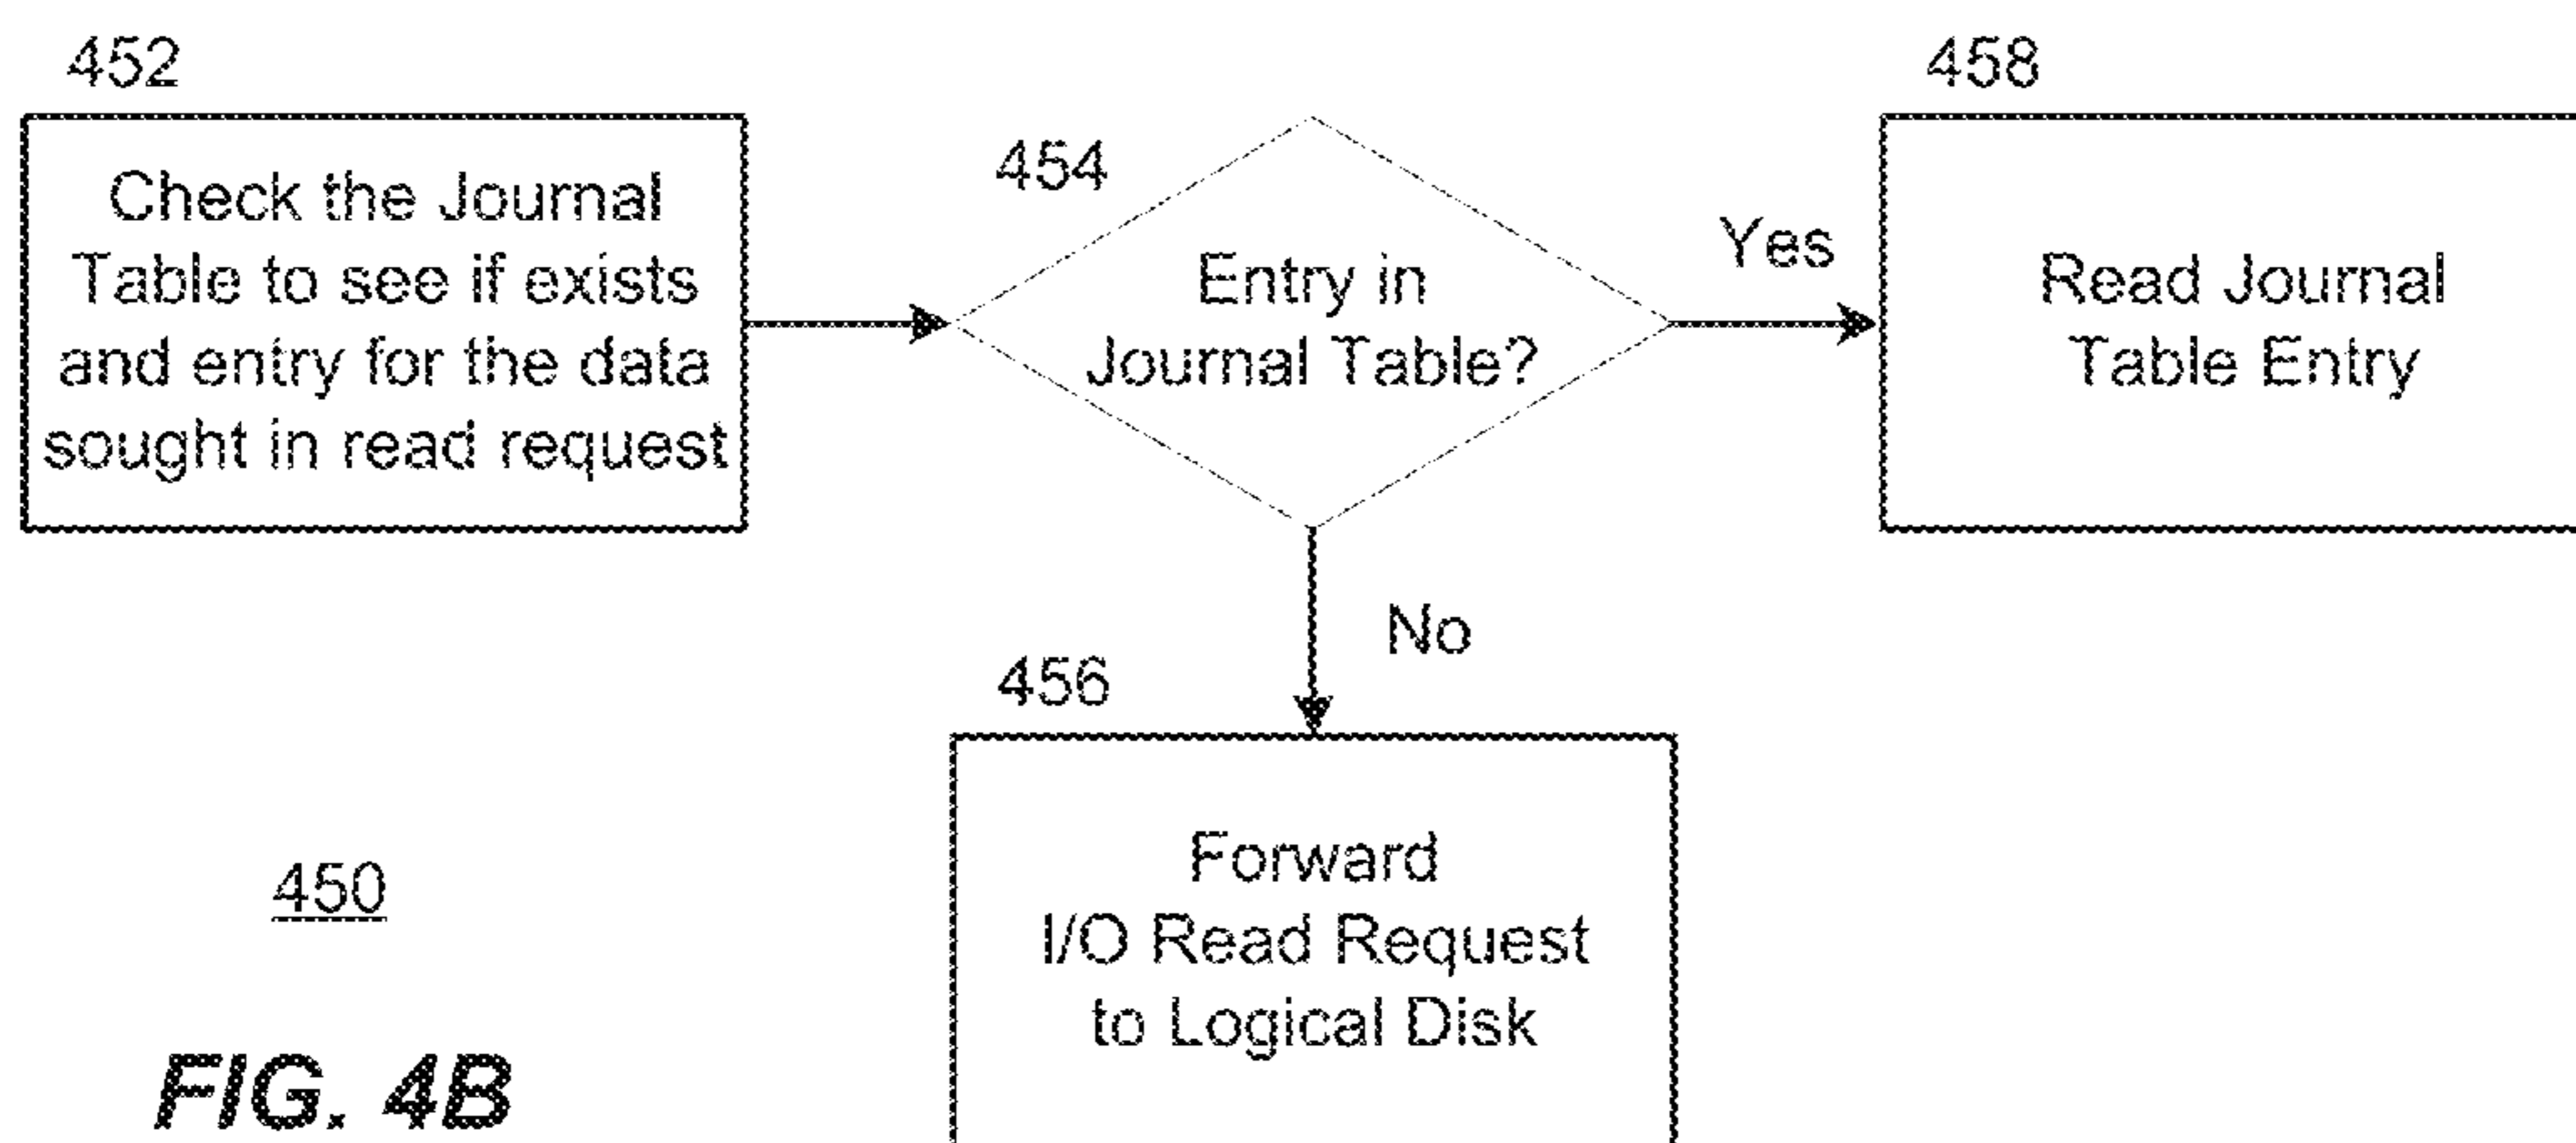 452
Check the Journal
Table to see if exists
and entry for the data
sought in read request
454
Entry in
Journal Table?
Yes
458
Read Journal
Table Entry
No
456
Forward
I/O Read Request
to Logical Disk
450
FIG. 4B